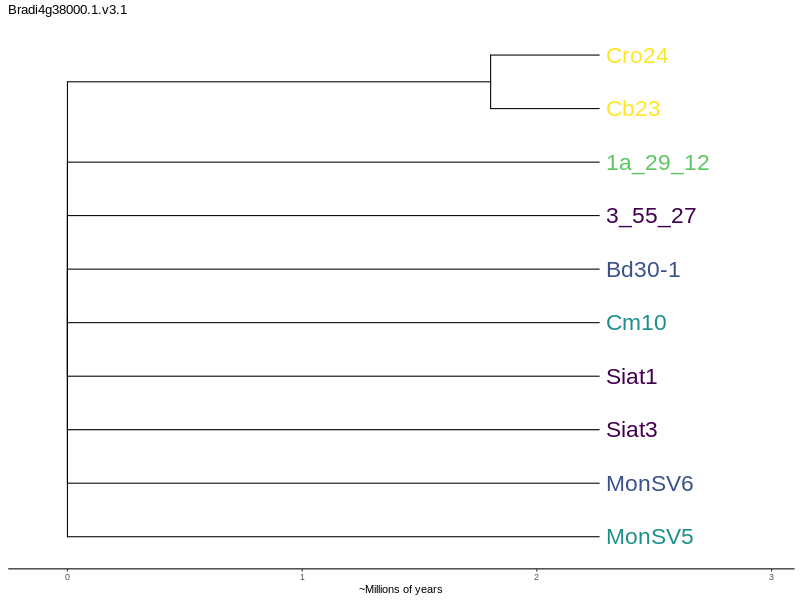 Bradi4g38000.1.v3.1
Cro24
Cb23
1a_29_12
3_55_27
Bd30-1
Cm10
Siat1
Siat3
MonSV6
MonSV5
0 1 2 3
~Millions of years